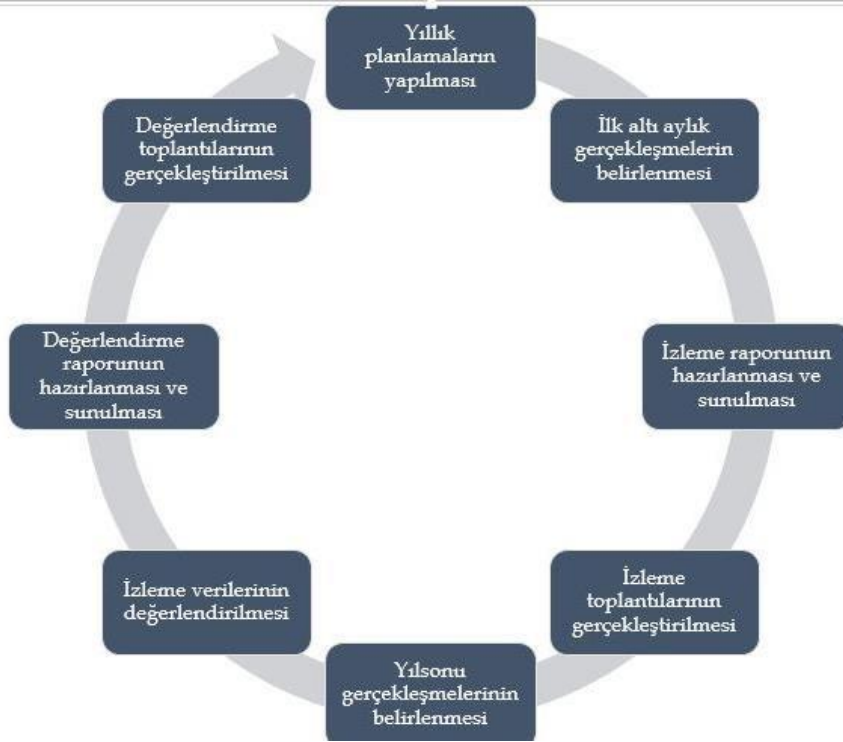 Yıllık
planlamaların
yapılması
İlk altı aylık
gerçekleşmelerin
belirlenmesi
İzleme raporunun
hazırlanması ve
sunulması
İzleme
toplantılarının
gerçekleştirilmesi
Yılsonu
gerçekleşmelerinin
belirlenmesi
İzleme verilerinin
değerlendirilmesi
Değerlendirme
raporunun
hazırlanması ve
sunulması
Değerlendirme
toplantılarının
gerçekleştirilmesi